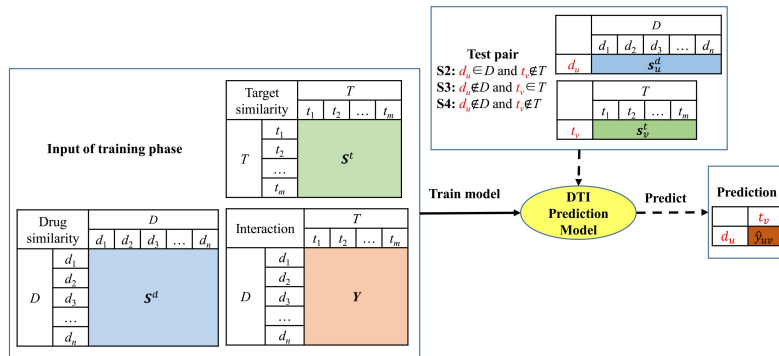 Input of training phase
Target
similarity
T
t₁ t₂ … tₘ
T
t₁
t₂
…
tₘ
Sᵗ
Drug
similarity
D
d₁ d₂ d₃ … dₙ
D
d₁
d₂
d₃
…
dₙ
Sᵈ
Interaction
T
t₁ t₂ … tₘ
D
d₁
d₂
d₃
…
dₙ
Y
Train model
Test pair
S2: dᵤ∈D and tᵥ∉T
S3: dᵤ∉D and tᵥ∈T
S4: dᵤ∉D and tᵥ∉T
D
d₁ d₂ d₃ … dₙ
dᵤ
sᵤᵈ
T
t₁ t₂ … tₘ
tᵥ
sᵥᵗ
DTI
Prediction
Model
Predict
Prediction
tᵥ
dᵤ ŷᵤᵥ